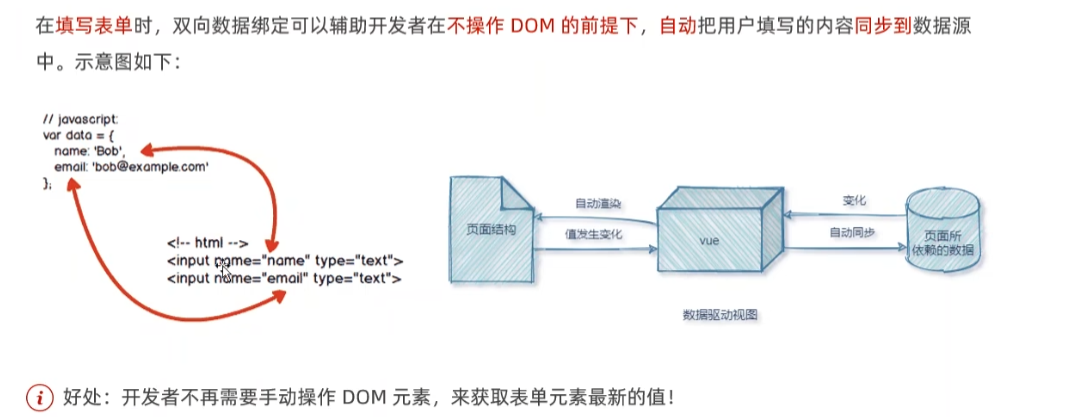 在填写表单时，双向数据绑定可以辅助开发者在不操作 DOM 的前提下，自动把用户填写的内容同步到数据源
中。示意图如下：
// javascript:
var data = {
name: 'Bob',
email: 'bob@example.com'
};
<!-- html -->
<input name="name" type="text">
<input name="email" type="text">
页面结构
自动渲染
值发生变化
vue
变化
自动同步
页面所
依赖的数据
数据驱动视图
i 好处：开发者不再需要手动操作 DOM 元素，来获取表单元素最新的值！